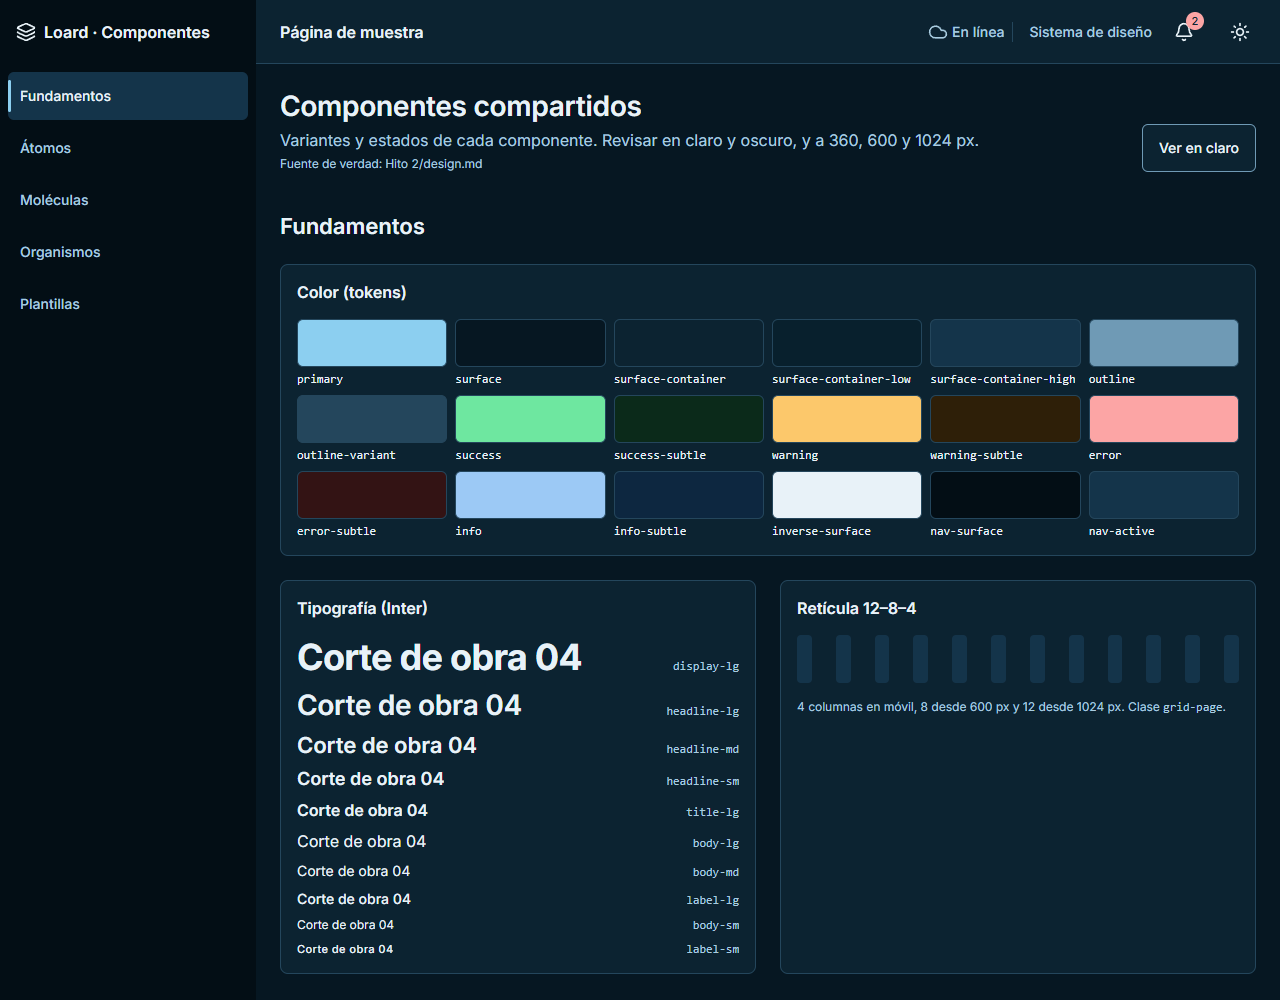 Loard · Componentes
Página de muestra
En línea
Sistema de diseño
2
Fundamentos
Átomos
Moléculas
Organismos
Plantillas
Componentes compartidos
Variantes y estados de cada componente. Revisar en claro y oscuro, y a 360, 600 y 1024 px.
Fuente de verdad: Hito 2/design.md
Ver en claro
Fundamentos
Color (tokens)
primary
surface
surface-container
surface-container-low
surface-container-high
outline
outline-variant
success
success-subtle
warning
warning-subtle
error
error-subtle
info
info-subtle
inverse-surface
nav-surface
nav-active
Tipografía (Inter)
Corte de obra 04 display-lg
Corte de obra 04 headline-lg
Corte de obra 04 headline-md
Corte de obra 04 headline-sm
Corte de obra 04 title-lg
Corte de obra 04 body-lg
Corte de obra 04 body-md
Corte de obra 04 label-lg
Corte de obra 04 body-sm
Corte de obra 04 label-sm
Retícula 12–8–4
4 columnas en móvil, 8 desde 600 px y 12 desde 1024 px. Clase grid-page.